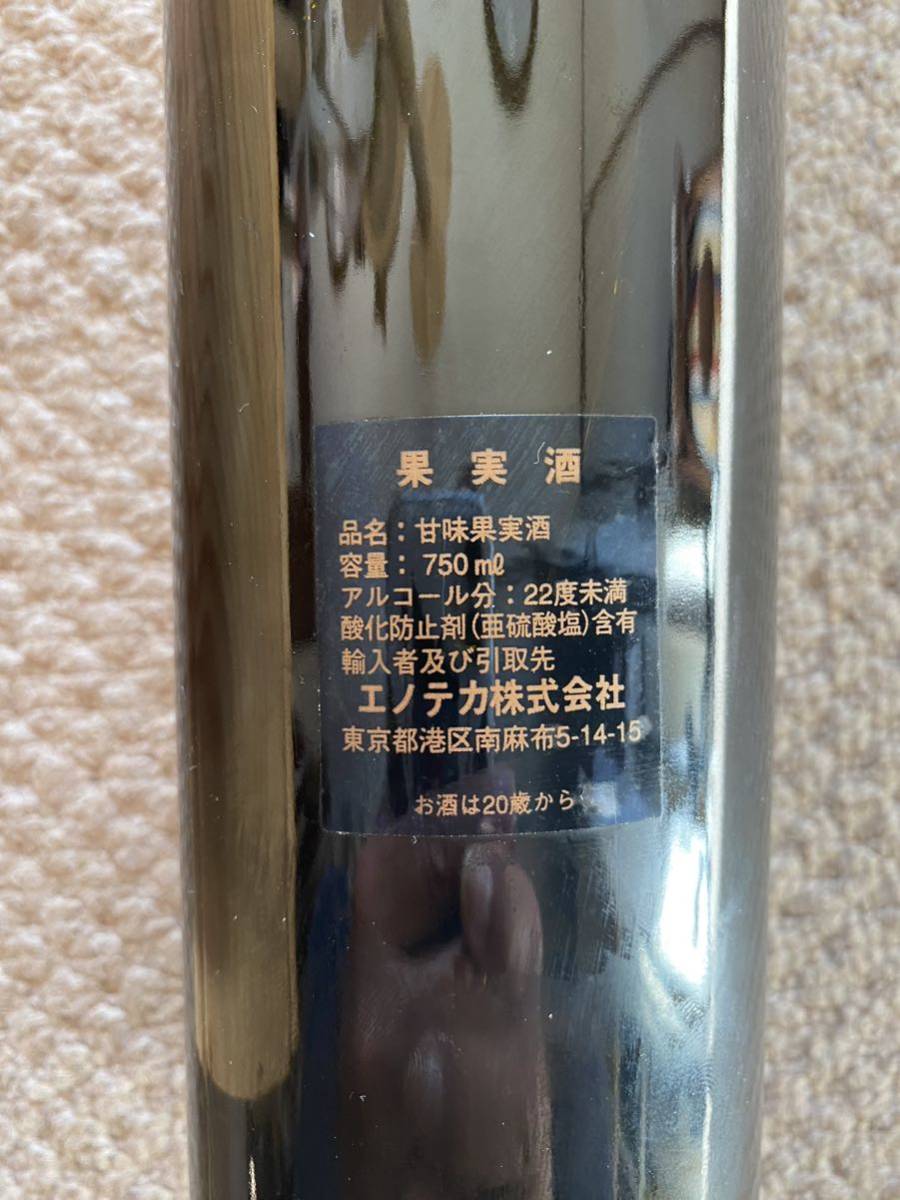 果実酒
品名：甘味果実酒
容量：750㎖
アルコール分：22度未満
酸化防止剤(亜硫酸塩)含有
輸入者及び引取先
エノテカ株式会社
東京都港区南麻布5-14-15
お酒は20歳から